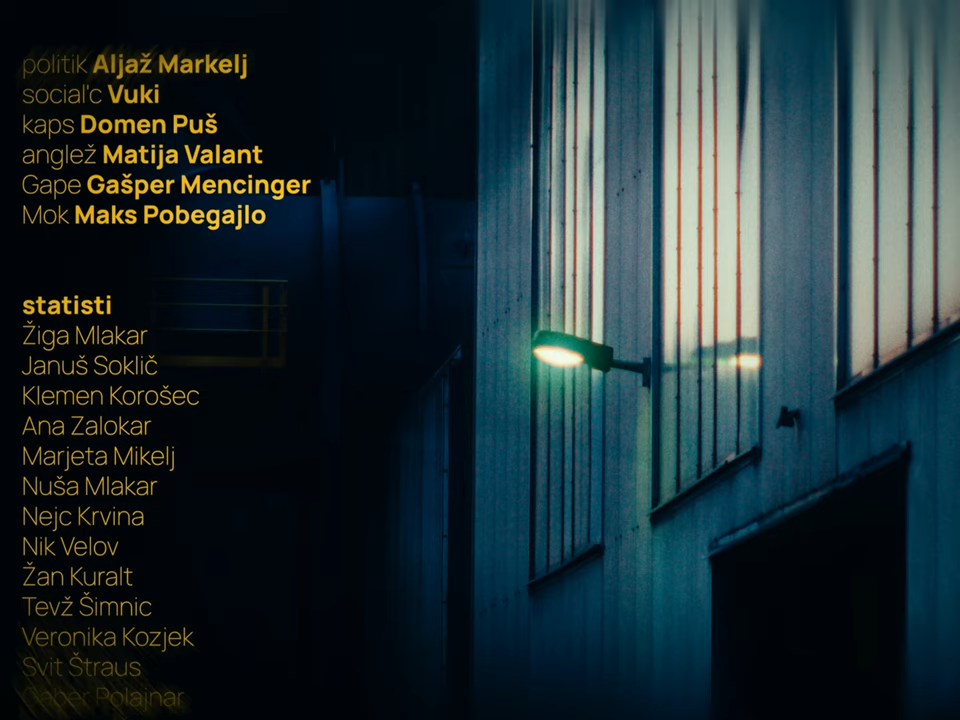 politik Aljaž Markelj
social'c Vuki
kaps Domen Puš
anglež Matija Valant
Gape Gašper Mencinger
Mok Maks Pobegajlo
statisti
Žiga Mlakar
Januš Soklič
Klemen Korošec
Ana Zalokar
Marjeta Mikelj
Nuša Mlakar
Nejc Krvina
Nik Velov
Žan Kuralt
Tevž Šimnic
Veronika Kozjek
Svit Štraus
Gaber Polajnar